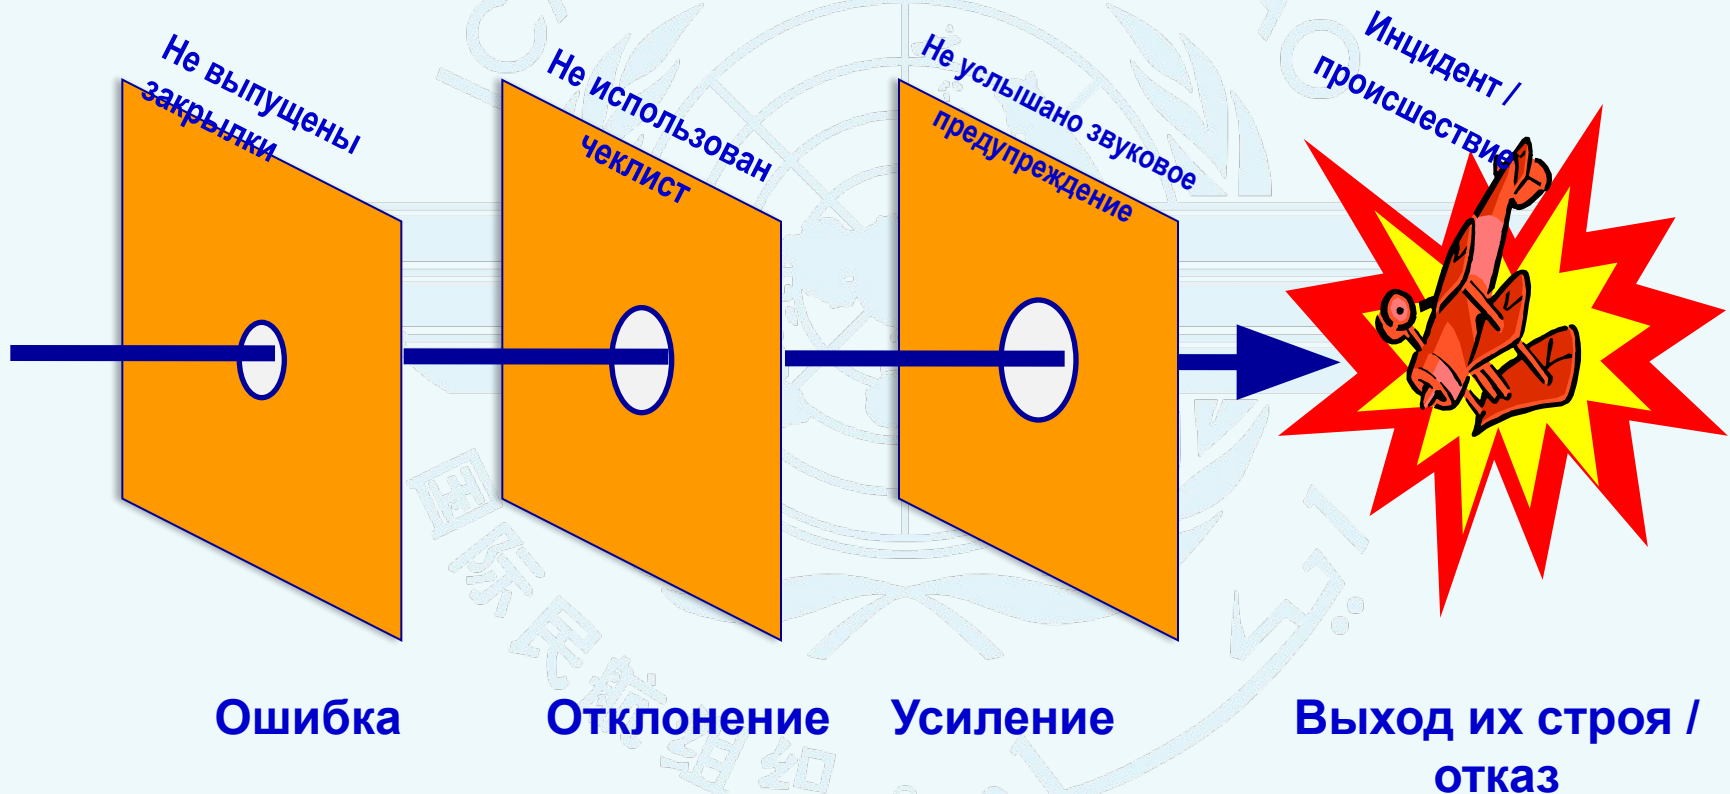 Не выпущены
закрылки
Не использован
чеклист
Не услышано звуковое
предупреждение
Инцидент /
происшествие
Ошибка
Отклонение
Усиление
Выход их строя /
отказ